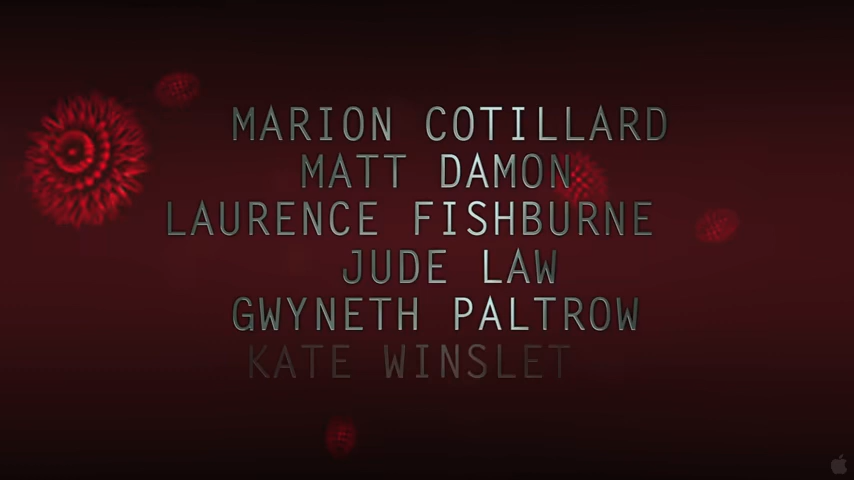 MARION COTILLARD
MATT DAMON
LAURENCE FISHBURNE
JUDE LAW
GWYNETH PALTROW
KATE WINSLET